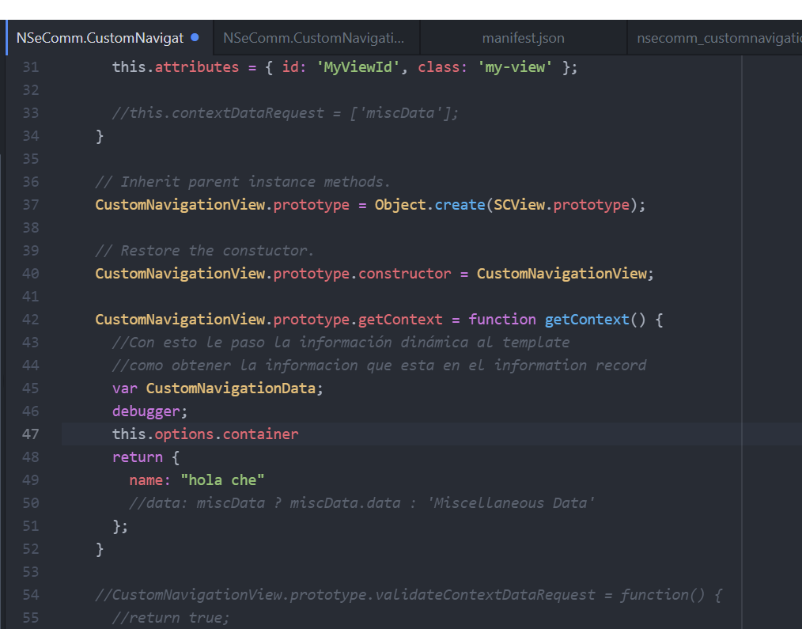 NSeComm.CustomNavigat NSeComm.CustomNavigati... manifest.json nsecomm_customnavigati
31 this.attributes = { id: 'MyViewId', class: 'my-view' };
32
33 //this.contextDataRequest = ['miscData'];
34 }
35
36 // Inherit parent instance methods.
37 CustomNavigationView.prototype = Object.create(SCView.prototype);
38
39 // Restore the constuctor.
40 CustomNavigationView.prototype.constructor = CustomNavigationView;
41
42 CustomNavigationView.prototype.getContext = function getContext() {
43 //Con esto le paso la información dinámica al template
44 //como obtener la informacion que esta en el information record
45 var CustomNavigationData;
46 debugger;
47 this.options.container
48 return {
49 name: "hola che"
50 //data: miscData ? miscData.data : 'Miscellaneous Data'
51 };
52 }
53
54 //CustomNavigationView.prototype.validateContextDataRequest = function() {
55 //return true;